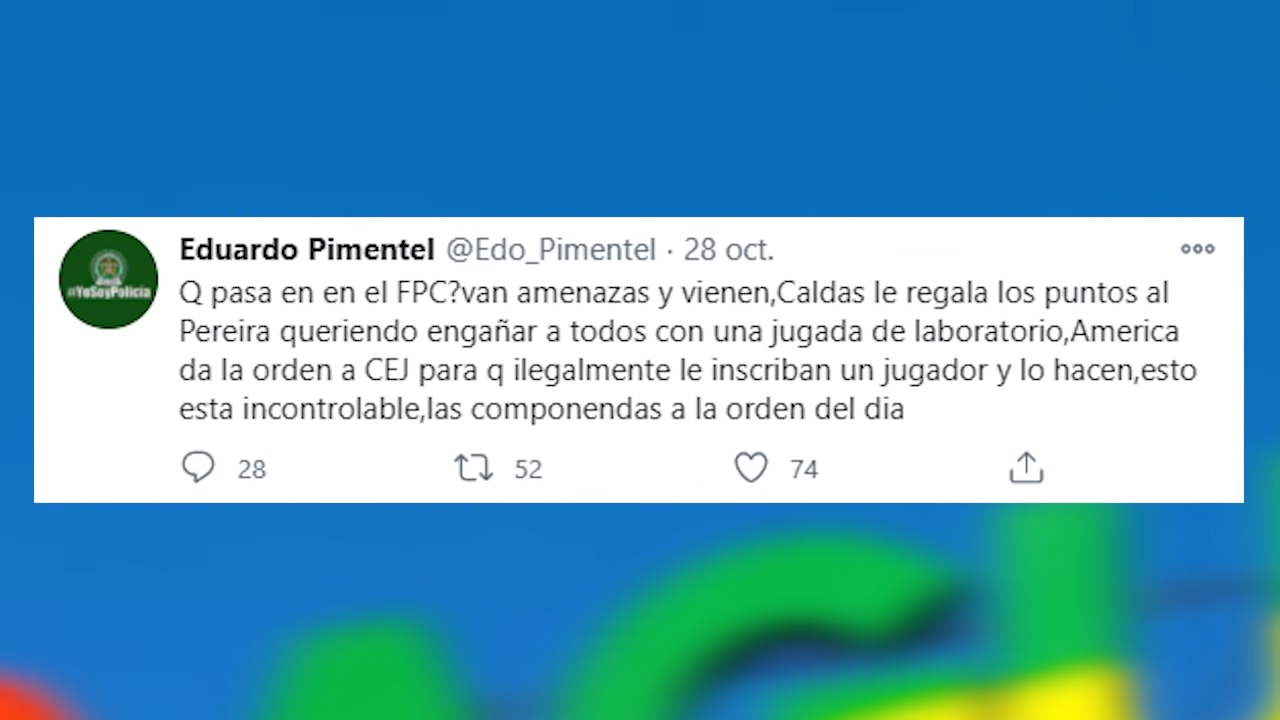 Eduardo Pimentel @Edo_Pimentel · 28 oct.
#YoSoyPolicia
Q pasa en en el FPC?van amenazas y vienen,Caldas le regala los puntos al
Pereira queriendo engañar a todos con una jugada de laboratorio,America
da la orden a CEJ para q ilegalmente le inscriban un jugador y lo hacen,esto
esta incontrolable,las componendas a la orden del dia
28 52 74